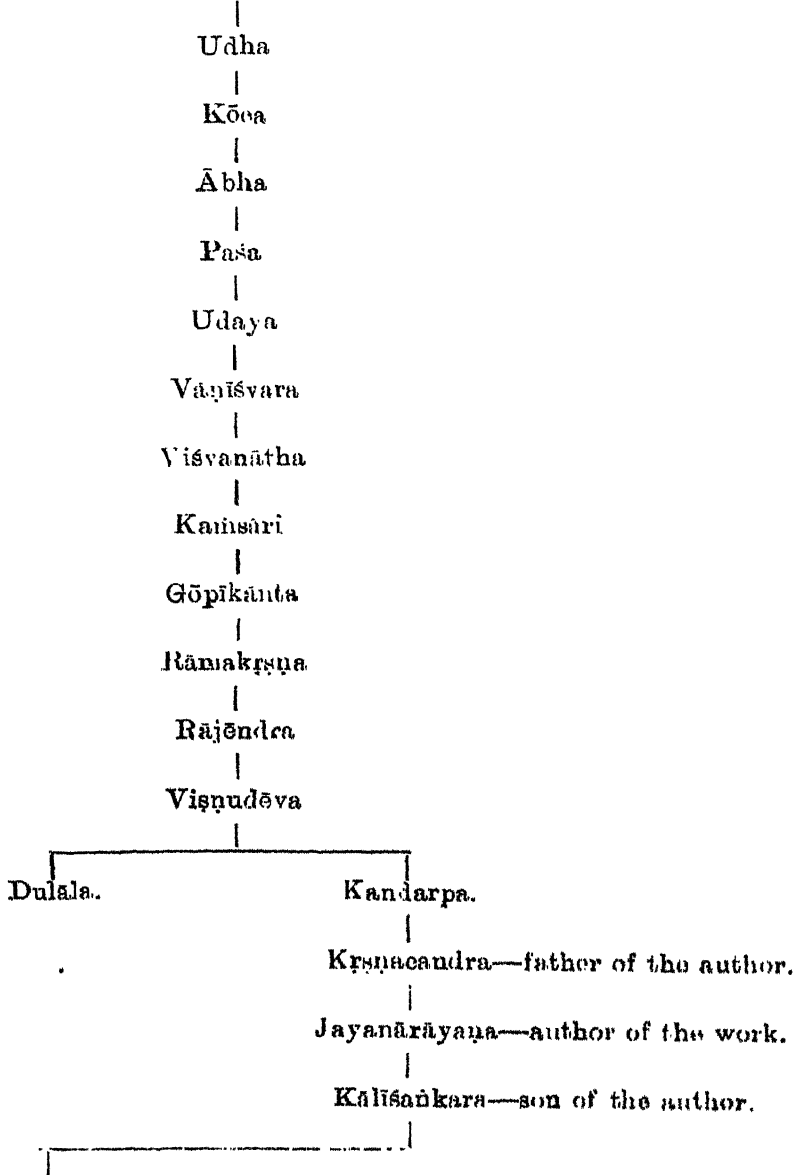 Udha
Kōca
Ābha
Paśa
Udaya
Vāṇīśvara
Viśvanātha
Kaṁsāri
Gōpīkānta
Rāmakṛṣṇa
Rājēndra
Viṣṇudēva
Dulāla. Kandarpa.
Kṛṣṇacandra—father of the author.
Jayanārāyaṇa—author of the work.
Kālīśaṅkara—son of the author.